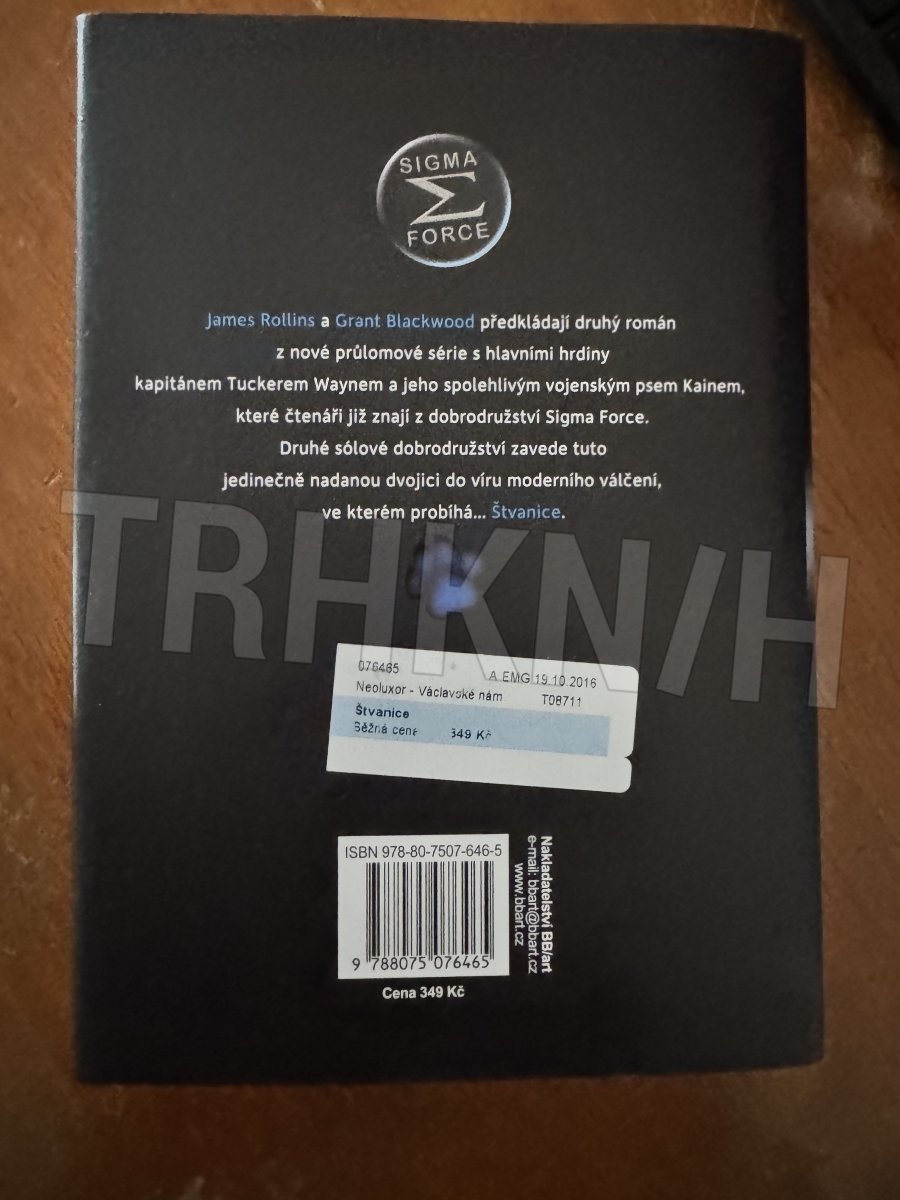 SIGMA
Σ
FORCE
James Rollins a Grant Blackwood předkládají druhý román
z nové průlomové série s hlavními hrdiny
kapitánem Tuckerem Waynem a jeho spolehlivým vojenským psem Kainem,
které čtenáři již znají z dobrodružství Sigma Force.
Druhé sólové dobrodružství zavede tuto
jedinečně nadanou dvojici do víru moderního válčení,
ve kterém probíhá... Štvanice.
TRHKN/H
076465 A.EMG 19.10.2016
Neoluxor - Václavské nám. T08711
Štvanice
Běžná cena 349 Kč
ISBN 978-80-7507-646-5
9 788075 076465
Cena 349 Kč
Nakladatelství BB/art
e-mail: bbart@bbart.cz
www.bbart.cz